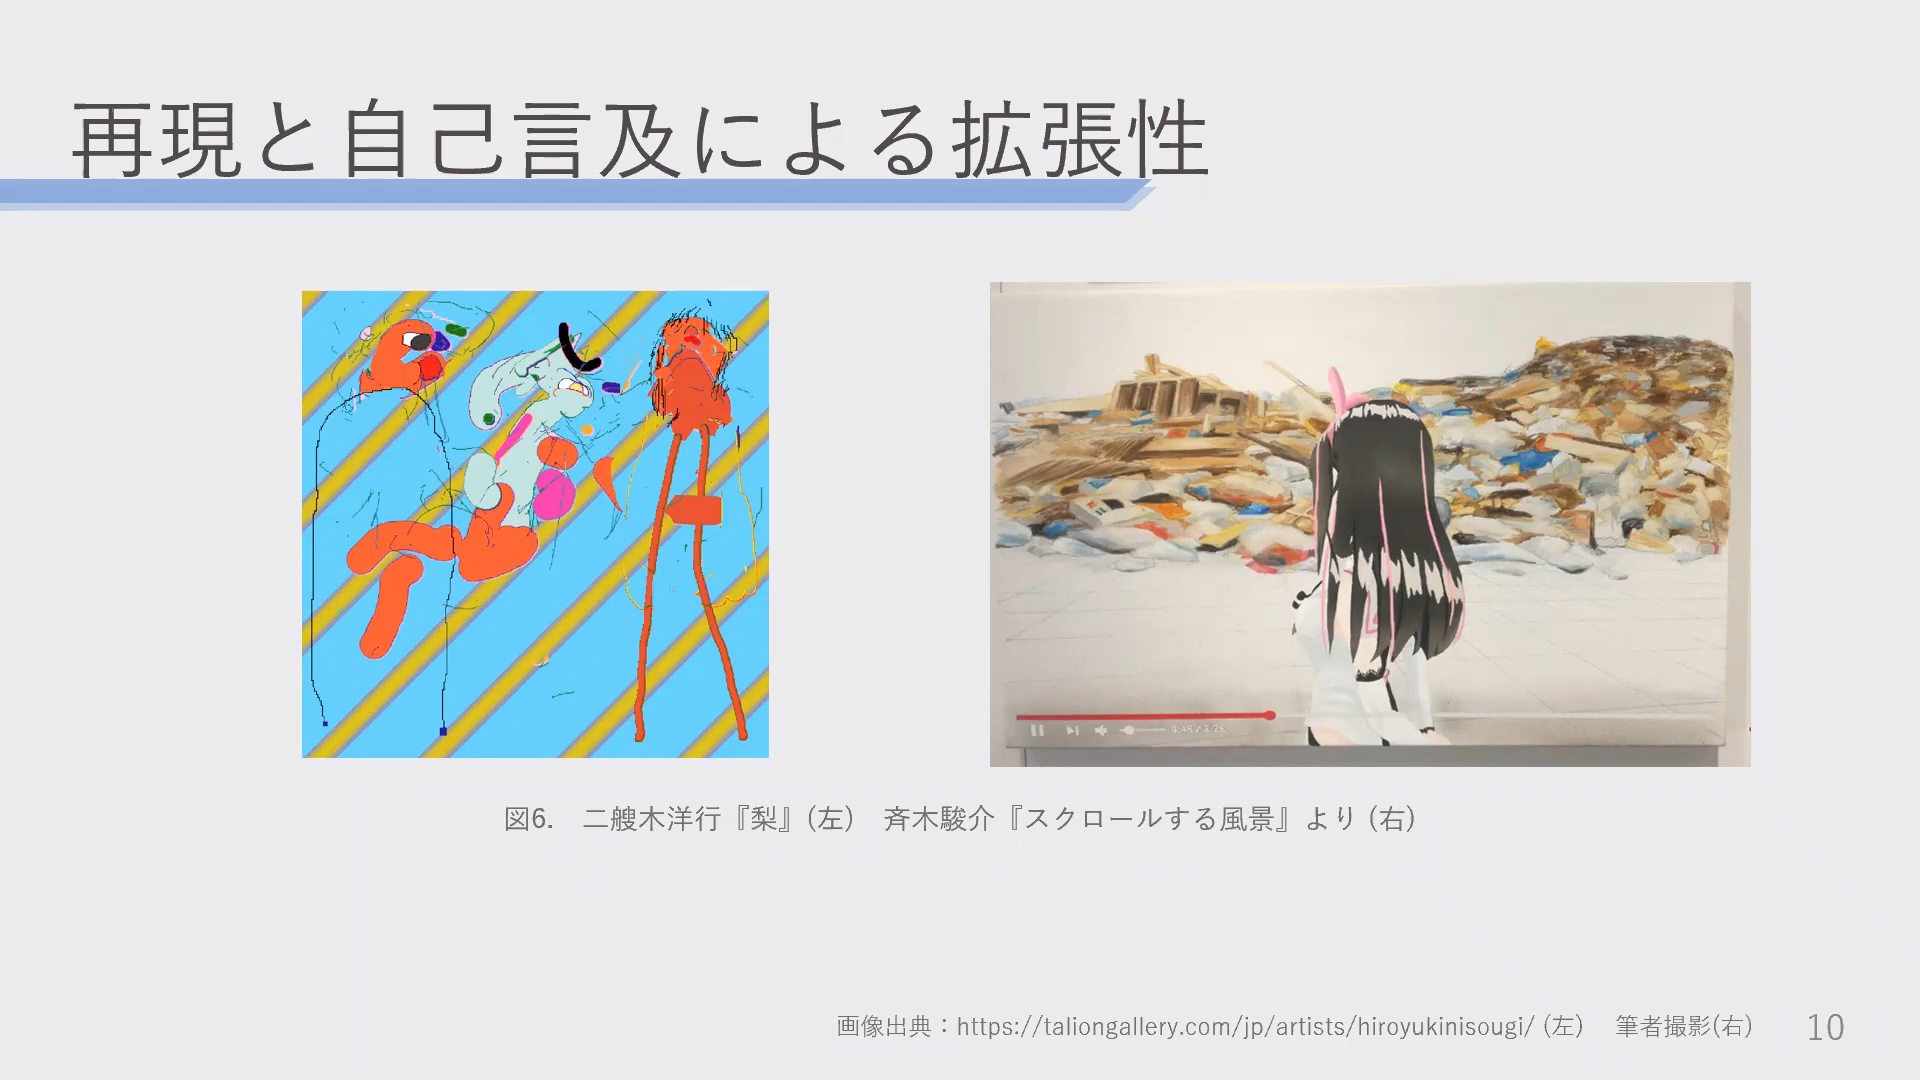 再現と自己言及による拡張性
図6.　二艘木洋行『梨』(左)　斉木駿介『スクロールする風景』より (右)
画像出典：https://taliongallery.com/jp/artists/hiroyukinisougi/ (左)　筆者撮影(右)
10